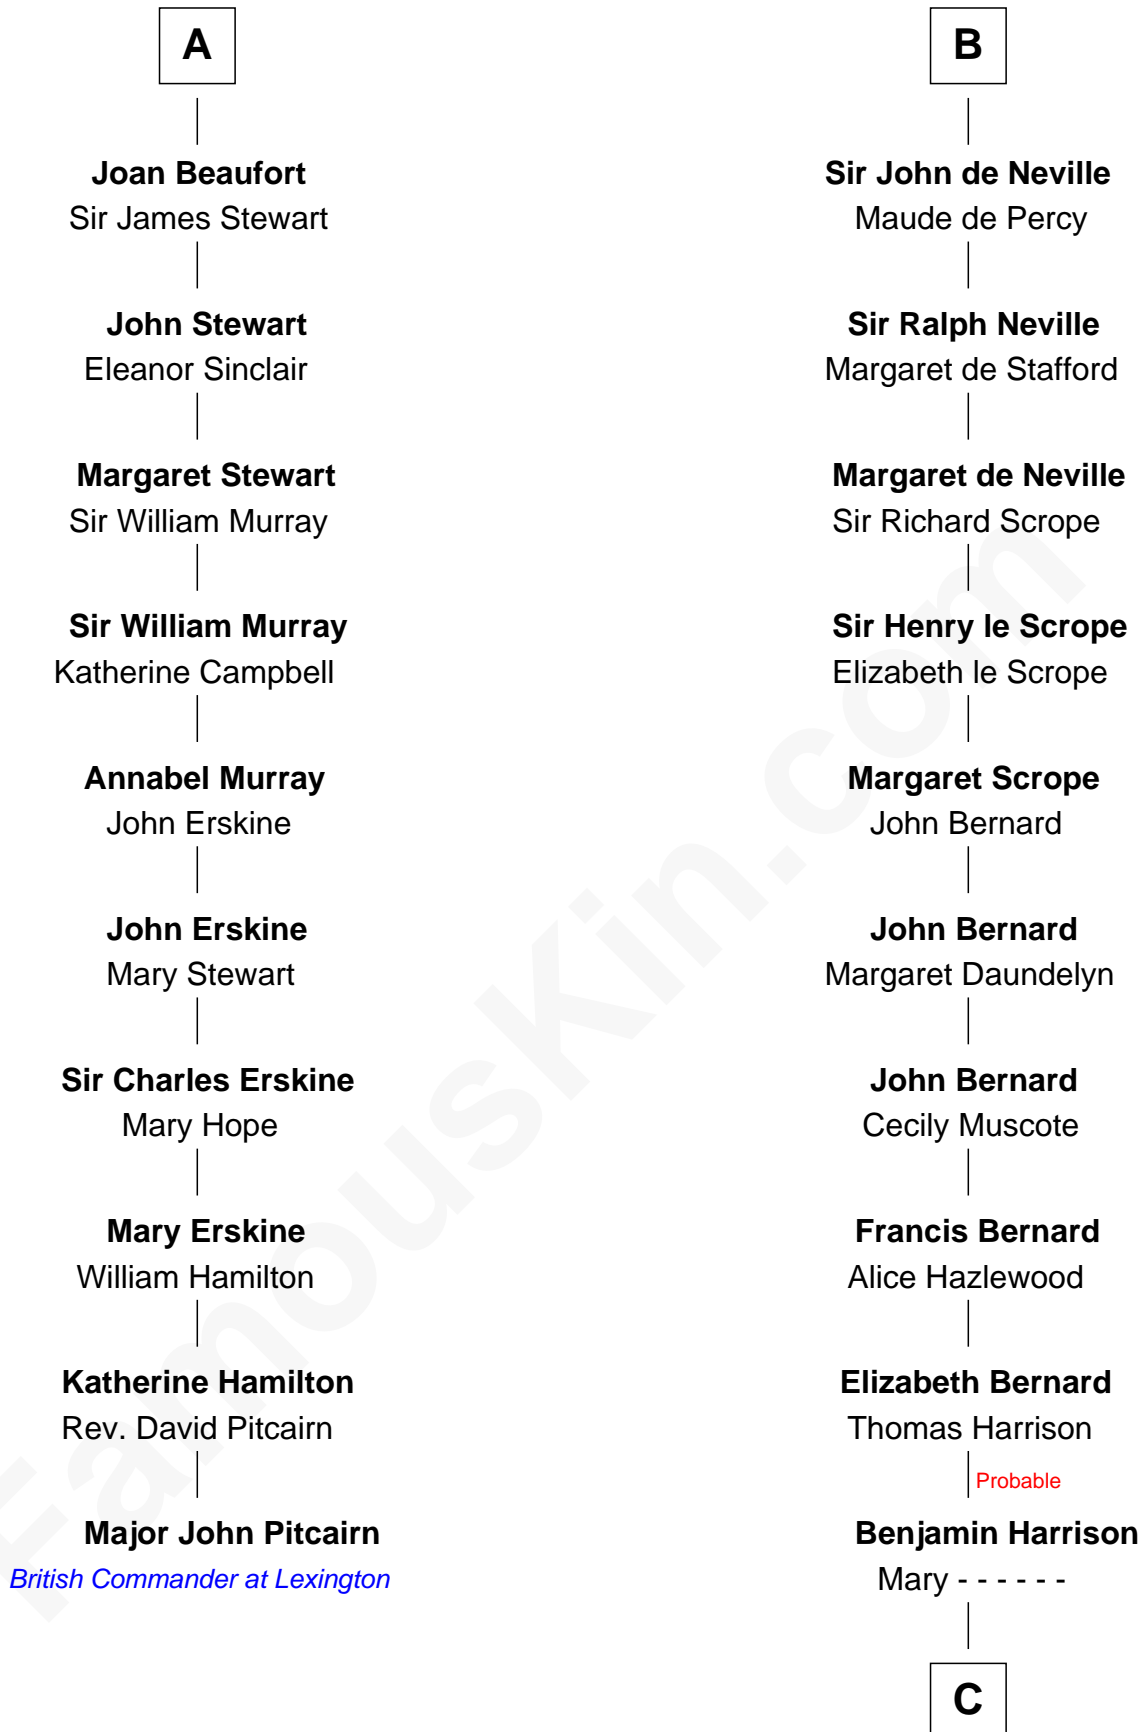 A
Joan Beaufort
Sir James Stewart
John Stewart
Eleanor Sinclair
Margaret Stewart
Sir William Murray
Sir William Murray
Katherine Campbell
Annabel Murray
John Erskine
John Erskine
Mary Stewart
Sir Charles Erskine
Mary Hope
Mary Erskine
William Hamilton
Katherine Hamilton
Rev. David Pitcairn
Major John Pitcairn
British Commander at Lexington
B
Sir John de Neville
Maude de Percy
Sir Ralph Neville
Margaret de Stafford
Margaret de Neville
Sir Richard Scrope
Sir Henry le Scrope
Elizabeth le Scrope
Margaret Scrope
John Bernard
John Bernard
Margaret Daundelyn
John Bernard
Cecily Muscote
Francis Bernard
Alice Hazlewood
Elizabeth Bernard
Thomas Harrison
Probable
Benjamin Harrison
Mary - - - - - -
C
FamousKin.com